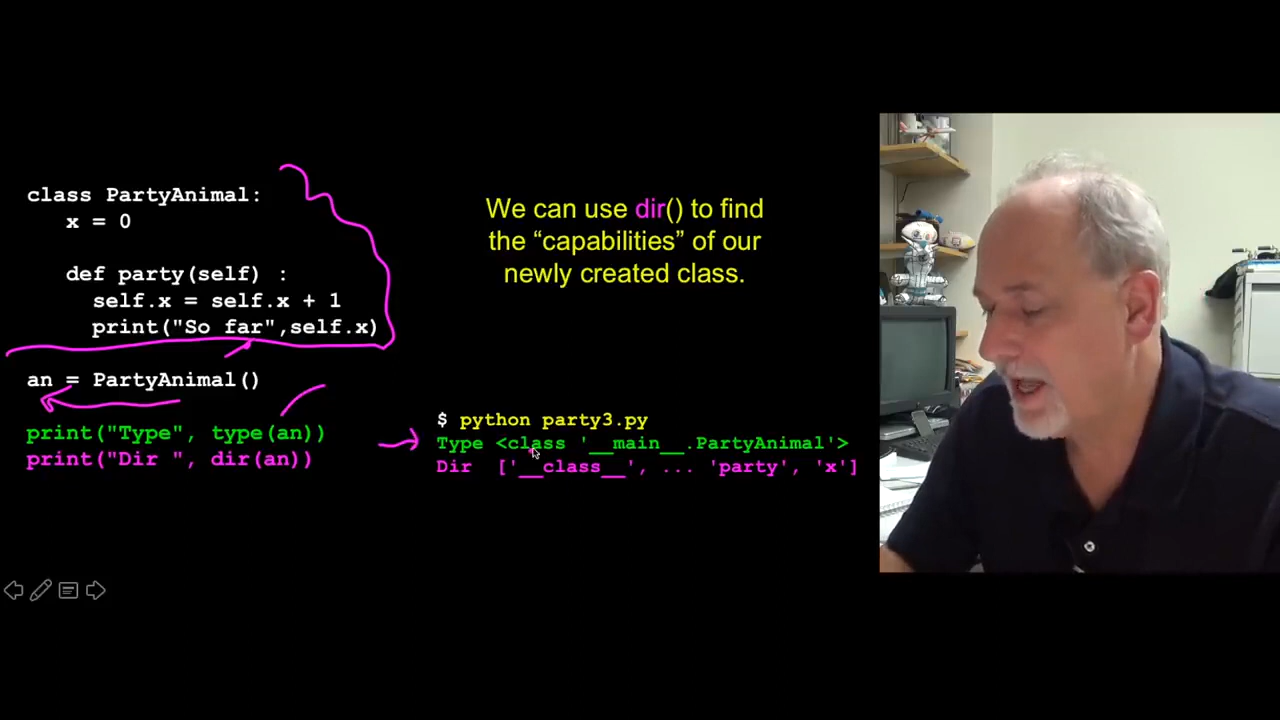 class PartyAnimal:
x = 0
def party(self) :
self.x = self.x + 1
print("So far",self.x)
an = PartyAnimal()
print("Type", type(an))
print("Dir ", dir(an))
We can use dir() to find
the “capabilities” of our
newly created class.
$ python party3.py
Type <class '__main__.PartyAnimal'>
Dir  ['__class__', ... 'party', 'x']